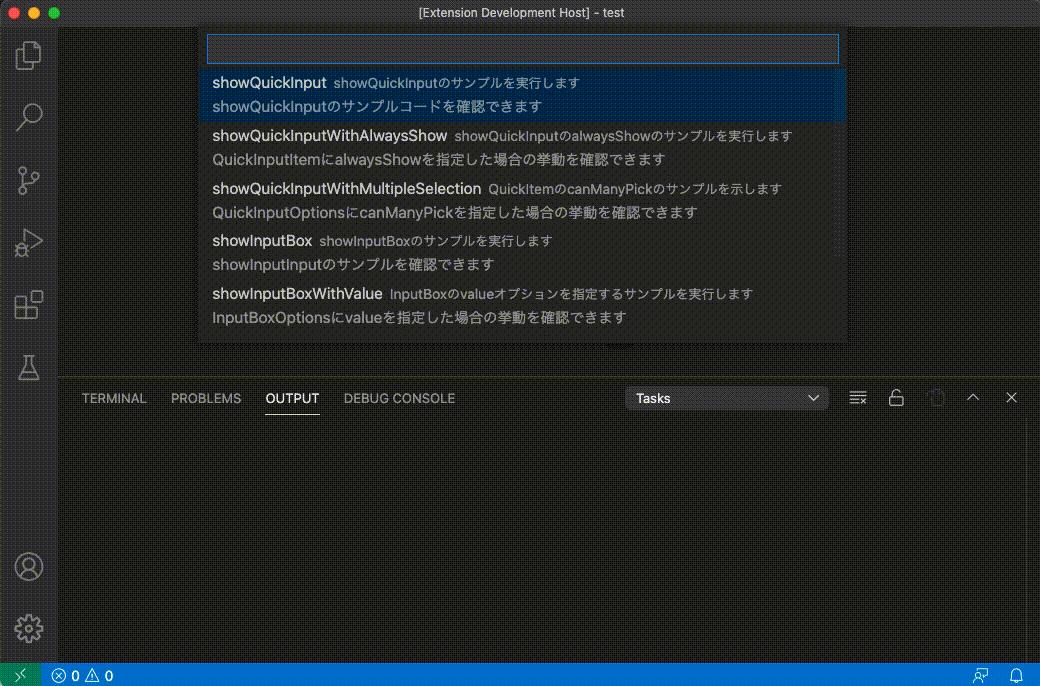 [Extension Development Host] - test
showQuickInput showQuickInputのサンプルを実行します
showQuickInputのサンプルコードを確認できます
showQuickInputWithAlwaysShow showQuickInputのalwaysShowのサンプルを実行します
QuickInputItemにalwaysShowを指定した場合の挙動を確認できます
showQuickInputWithMultipleSelection QuickItemのcanManyPickのサンプルを示します
QuickInputOptionsにcanManyPickを指定した場合の挙動を確認できます
showInputBox showInputBoxのサンプルを実行します
showInputInputのサンプルを確認できます
showInputBoxWithValue InputBoxのvalueオプションを指定するサンプルを実行します
InputBoxOptionsにvalueを指定した場合の挙動を確認できます
TERMINAL PROBLEMS OUTPUT DEBUG CONSOLE Tasks
0 0